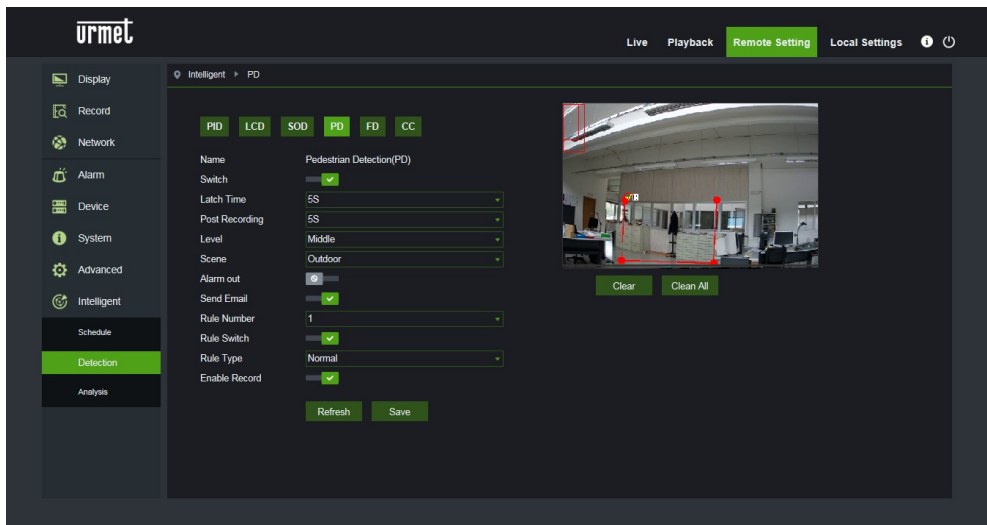 urmet
Live Playback Remote Setting Local Settings
Display
Record
Network
Alarm
Device
System
Advanced
Intelligent
Schedule
Detection
Analysis
Intelligent PD
PID LCD SOD PD FD CC
Name Pedestrian Detection(PD)
Switch
Latch Time 5S
Post Recording 5S
Level Middle
Scene Outdoor
Alarm out
Send Email
Rule Number 1
Rule Switch
Rule Type Normal
Enable Record
Refresh Save
Clear Clean All